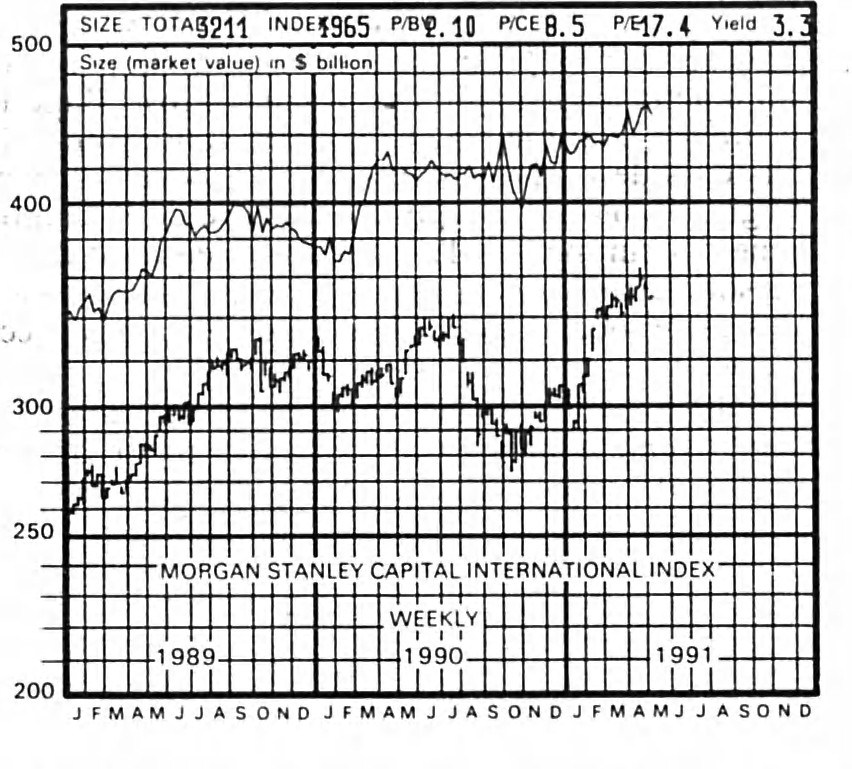 SIZE TOTAL 3211 INDEX 1965 P/BV 2.10 P/CE 8.5 P/E 17.4 Yield 3.3
500
Size (market value) in $ billion
400
300
250
MORGAN STANLEY CAPITAL INTERNATIONAL INDEX
WEEKLY
1989 1990 1991
200
J F M A M J J A S O N D J F M A M J J A S O N D J F M A M J J A S O N D